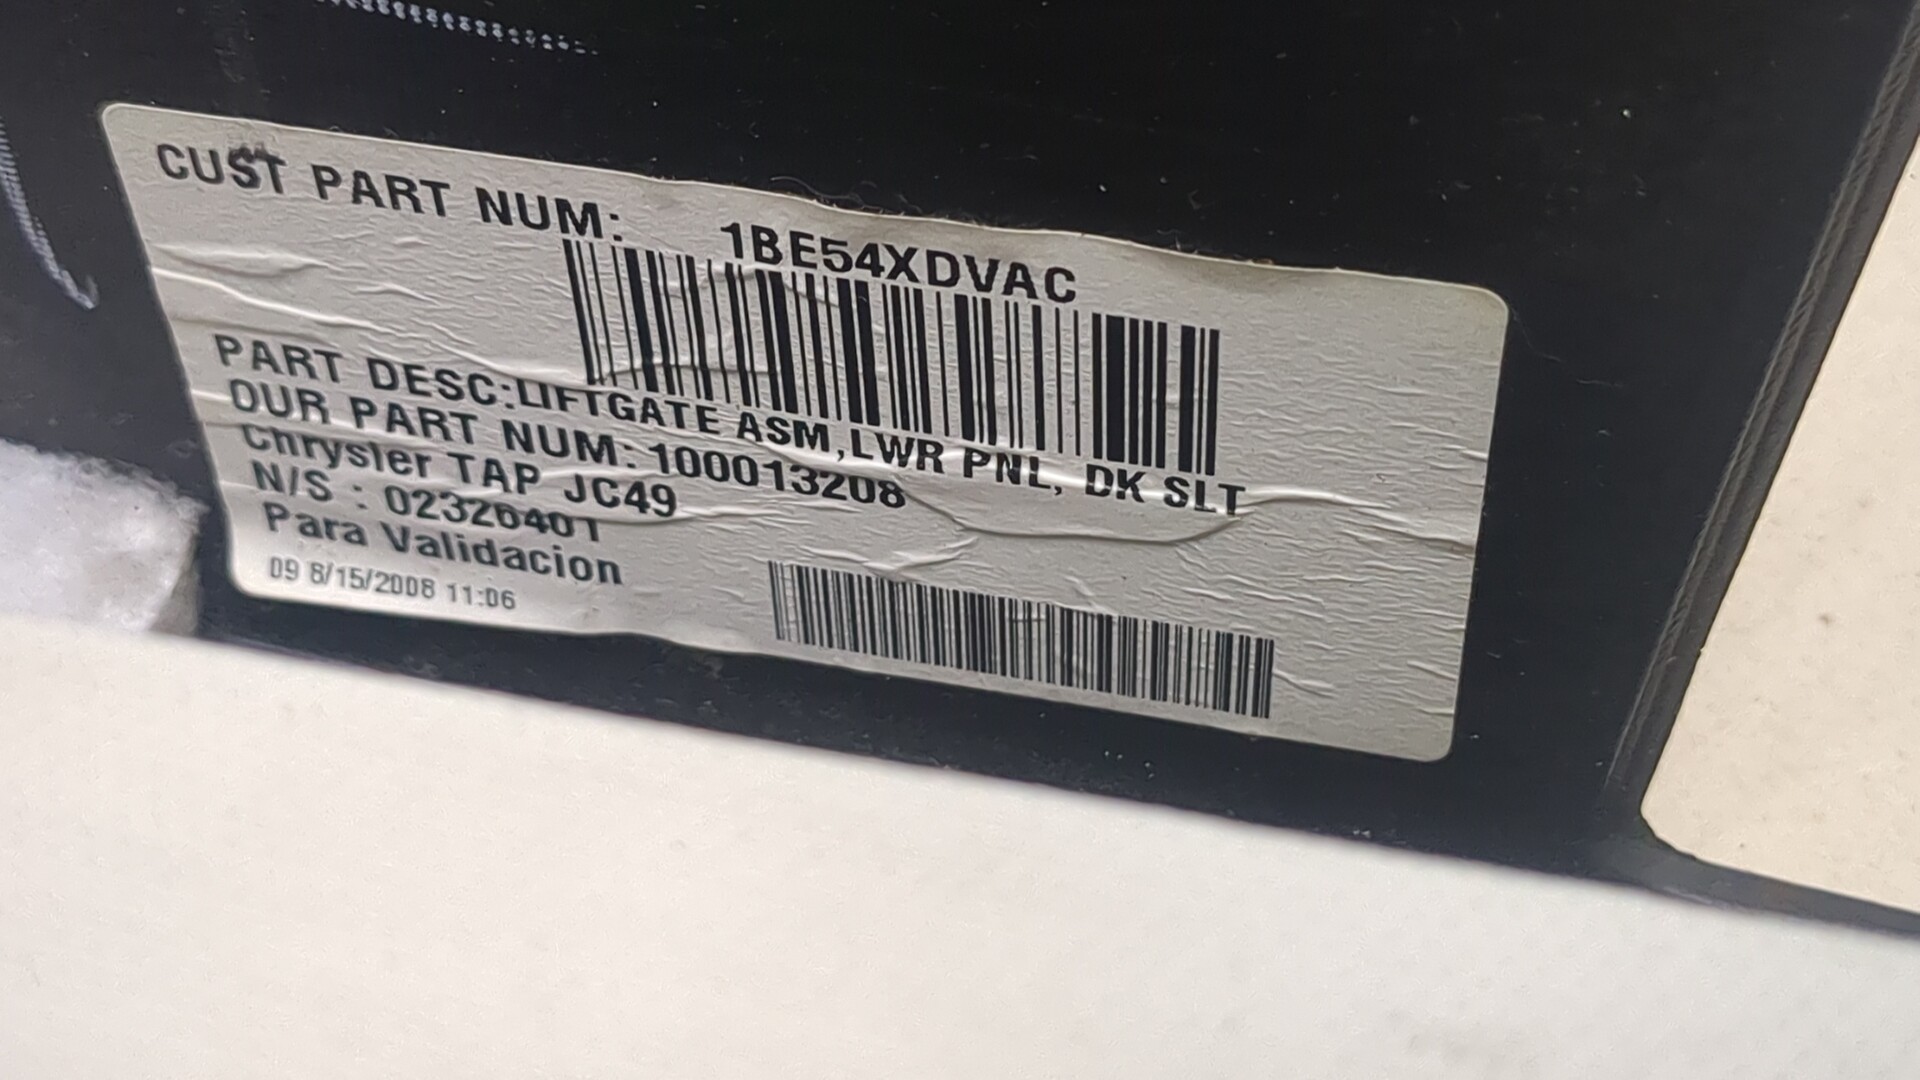 CUST PART NUM: 1BE54XDVAC
PART DESC:LIFTGATE ASM,LWR PNL, DK SLT
OUR PART NUM:100013208
Chrysler TAP JC49
N/S : 02326401
Para Validacion
09 8/15/2008 11:06